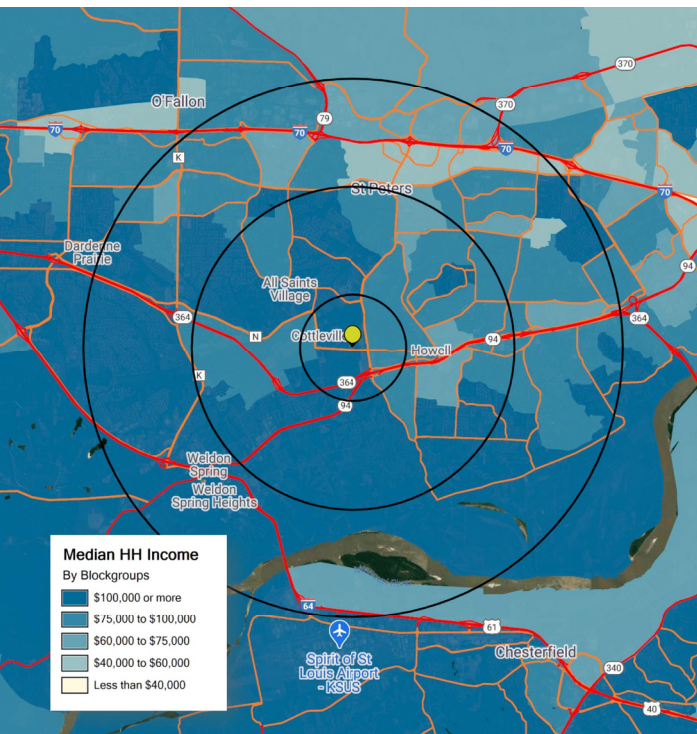 370
370
O'Fallon
79
70
70
70
K
St Peters
70
Dardenne
Prairie
94
All Saints
Village
364
364
N
Cottleville
94
Howell
K
364
94
Weldon
Spring
Weldon
Spring Heights
Median HH Income
By Blockgroups
$100,000 or more
$75,000 to $100,000
$60,000 to $75,000
$40,000 to $60,000
Less than $40,000
64
61
Spirit of St
Louis Airport
- KSUS
Chesterfield
340
40